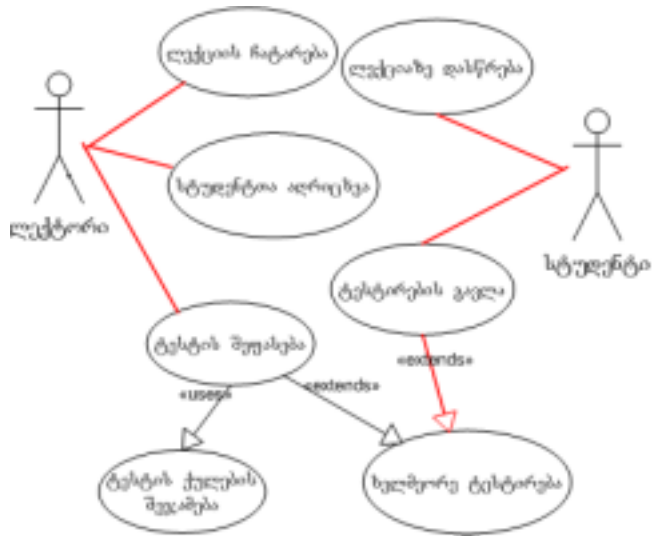 ლექციის ჩატარება
ლექციაზე დასწრება
ლექტორი
სტუდენტთა აღრიცხვა
სტუდენტი
ტესტირების გავლა
ტესტის შეფასება
«uses»
«extends»
«extends»
ტესტის ქულების
შეჯამება
ხელმეორე ტესტირება